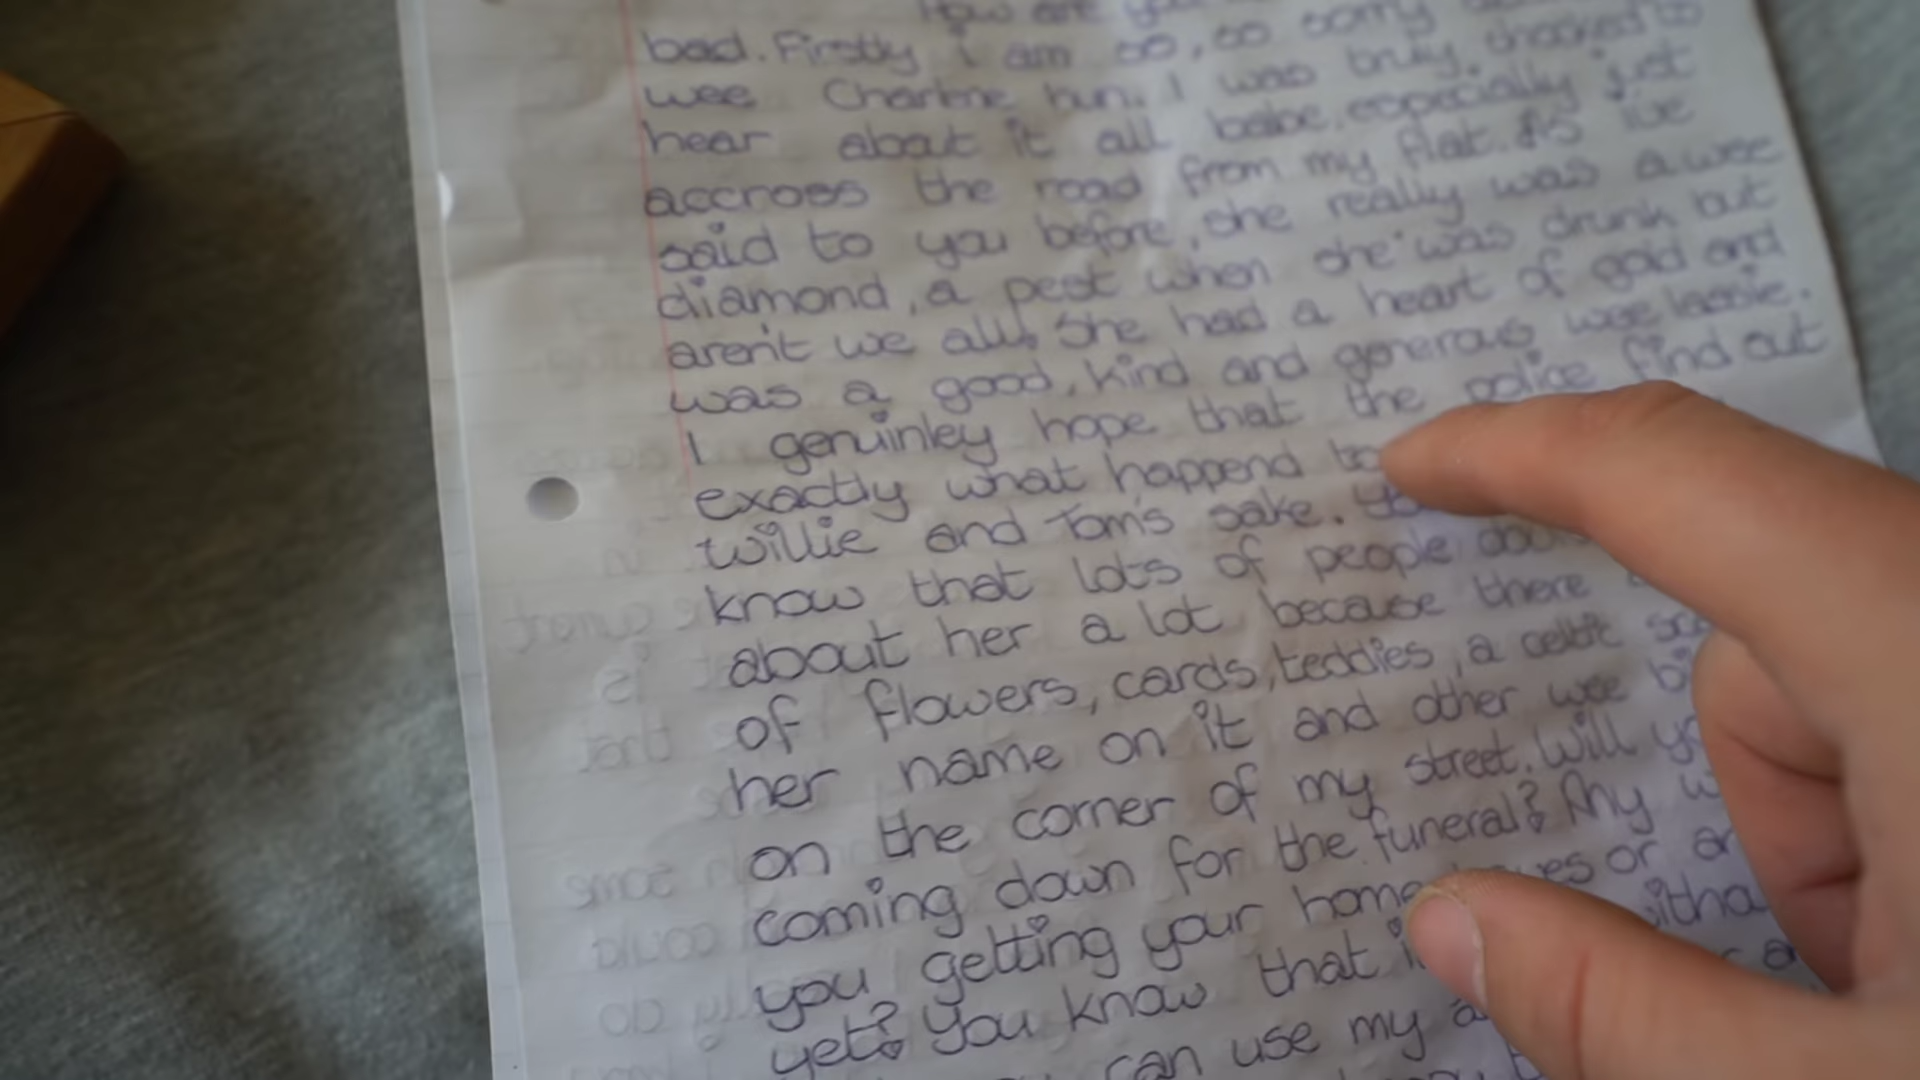 How are you
bad. Firstly i am so, so sorry
wee Charlene hun. I was truly shocked to
hear about it all babe, especially just
accross the road from my flat. As i've
said to you before, she really was a wee
diamond, a pest when she was drunk but
aren't we all, She had a heart of gold and
was a good, kind and generous wee lassie.
I genuinley hope that the police find out
exactly what happend to
willie and Tom's sake.
know that lots of people
about her a lot because there
of flowers, cards, teddies, a celtic
her name on it and other wee
on the corner of my street. Will
coming down for the funeral? My
you getting your home or
yet? You know that
can use my